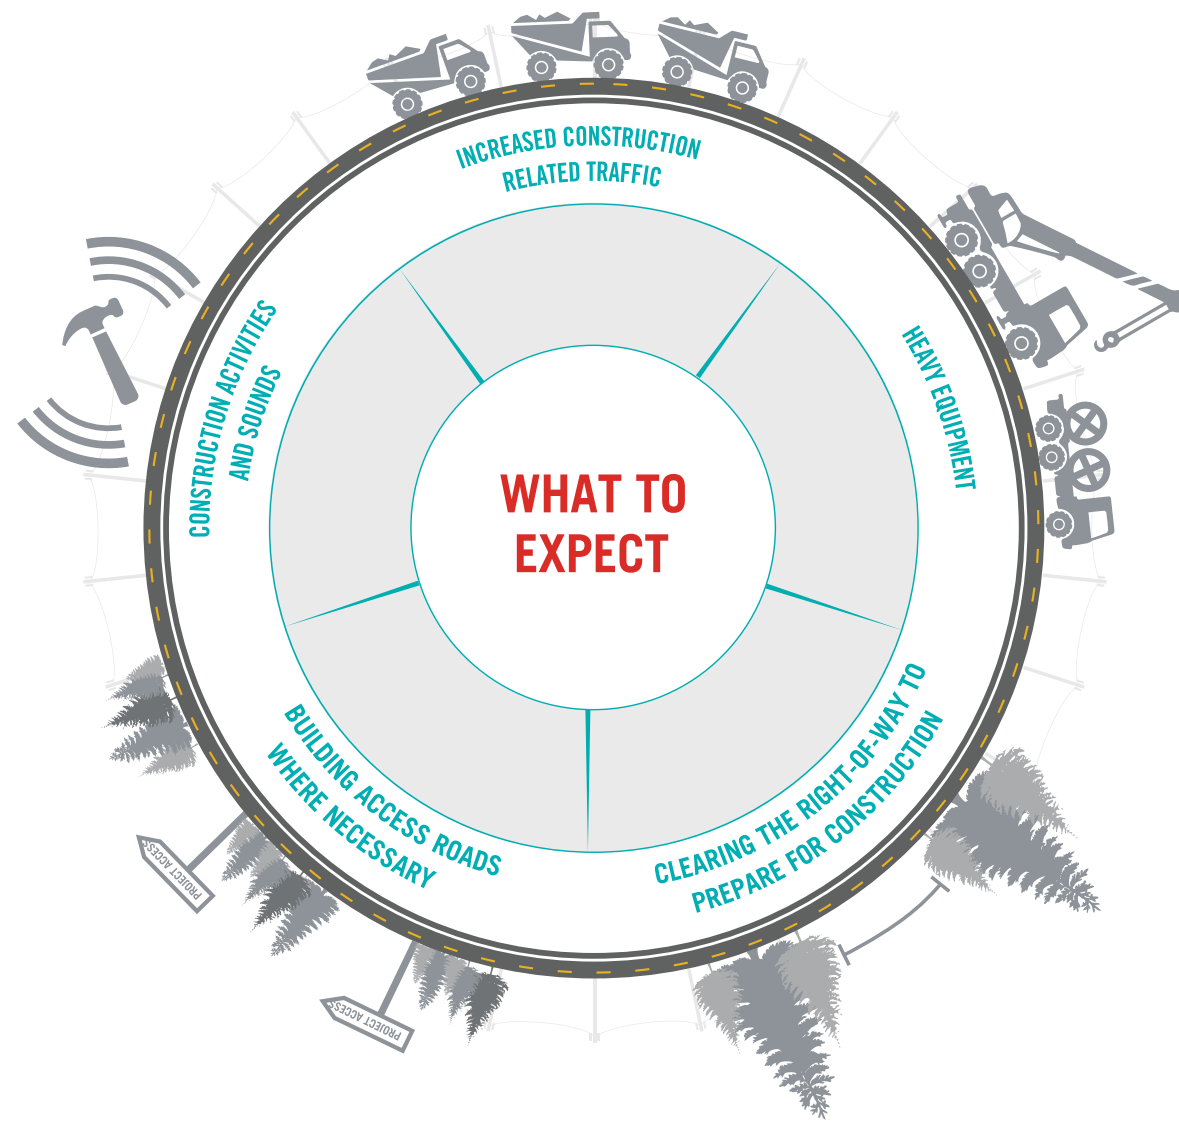 INCREASED CONSTRUCTION
RELATED TRAFFIC
HEAVY EQUIPMENT
CLEARING THE RIGHT-OF-WAY TO
PREPARE FOR CONSTRUCTION
BUILDING ACCESS ROADS
WHERE NECESSARY
CONSTRUCTION ACTIVITIES
AND SOUNDS
WHAT TO
EXPECT
PROJECT ACCESS
PROJECT ACCESS